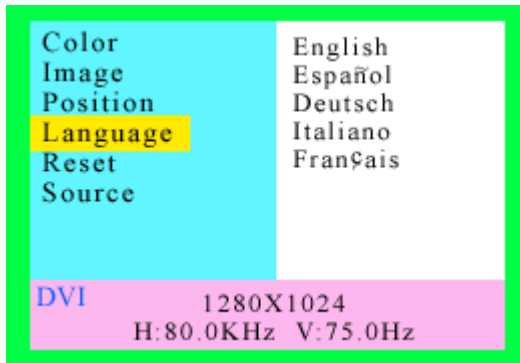 Color
Image
Position
Language
Reset
Source
English
Español
Deutsch
Italiano
Français
DVI
1280X1024
H:80.0KHz V:75.0Hz